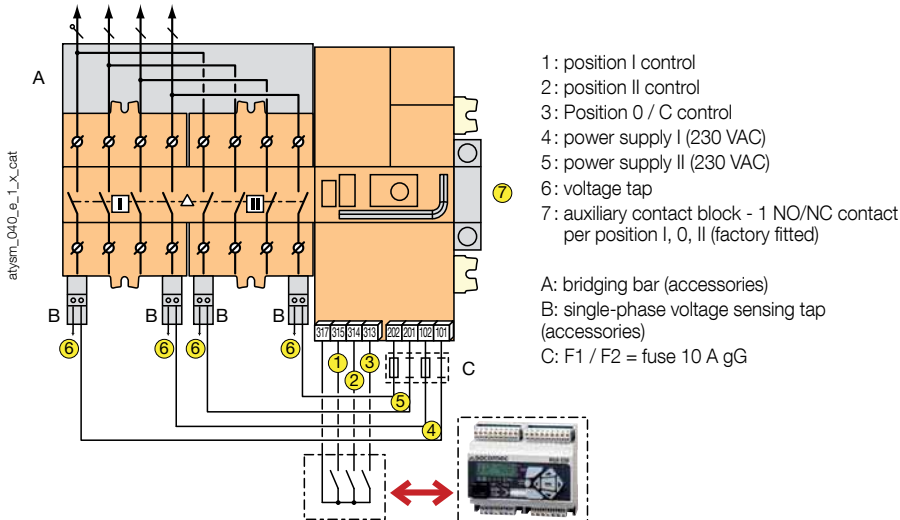 A
atysm_040_e_1_x_cat
I
II
7
B
B
B
B
6
6
6
6
317
315
314
313
202
201
102
101
1
2
3
C
5
4
socomec
1 : position I control
2 : position II control
3 : Position 0 / C control
4 : power supply I (230 VAC)
5 : power supply II (230 VAC)
6 : voltage tap
7 : auxiliary contact block - 1 NO/NC contact
per position I, 0, II (factory fitted)
A: bridging bar (accessories)
B: single-phase voltage sensing tap
(accessories)
C: F1 / F2 = fuse 10 A gG